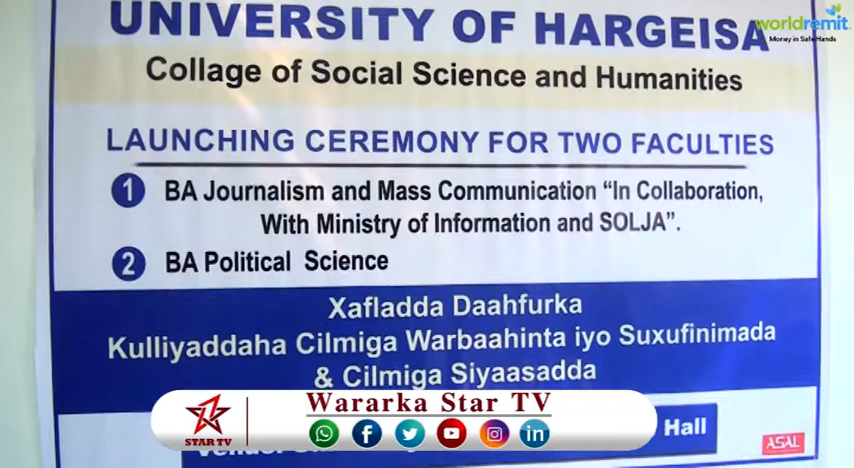 UNIVERSITY OF HARGEISA
worldremit
Money in Safe Hands
Collage of Social Science and Humanities
LAUNCHING CEREMONY FOR TWO FACULTIES
1 BA Journalism and Mass Communication “In Collaboration,
With Ministry of Information and SOLJA”.
2 BA Political Science
Xafladda Daahfurka
Kulliyaddaha Cilmiga Warbaahinta iyo Suxufinimada
& Cilmiga Siyaasadda
Wararka Star TV
STAR TV
Hall
ASAL